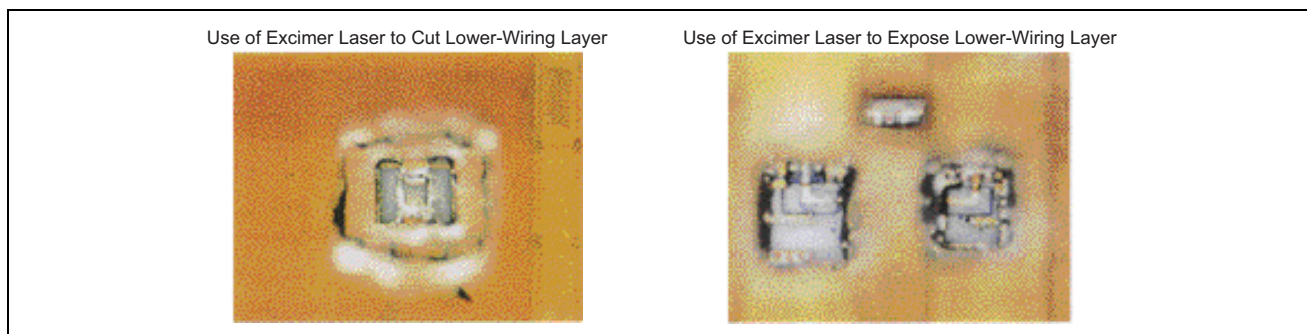 Use of Excimer Laser to Cut Lower-Wiring Layer
Use of Excimer Laser to Expose Lower-Wiring Layer